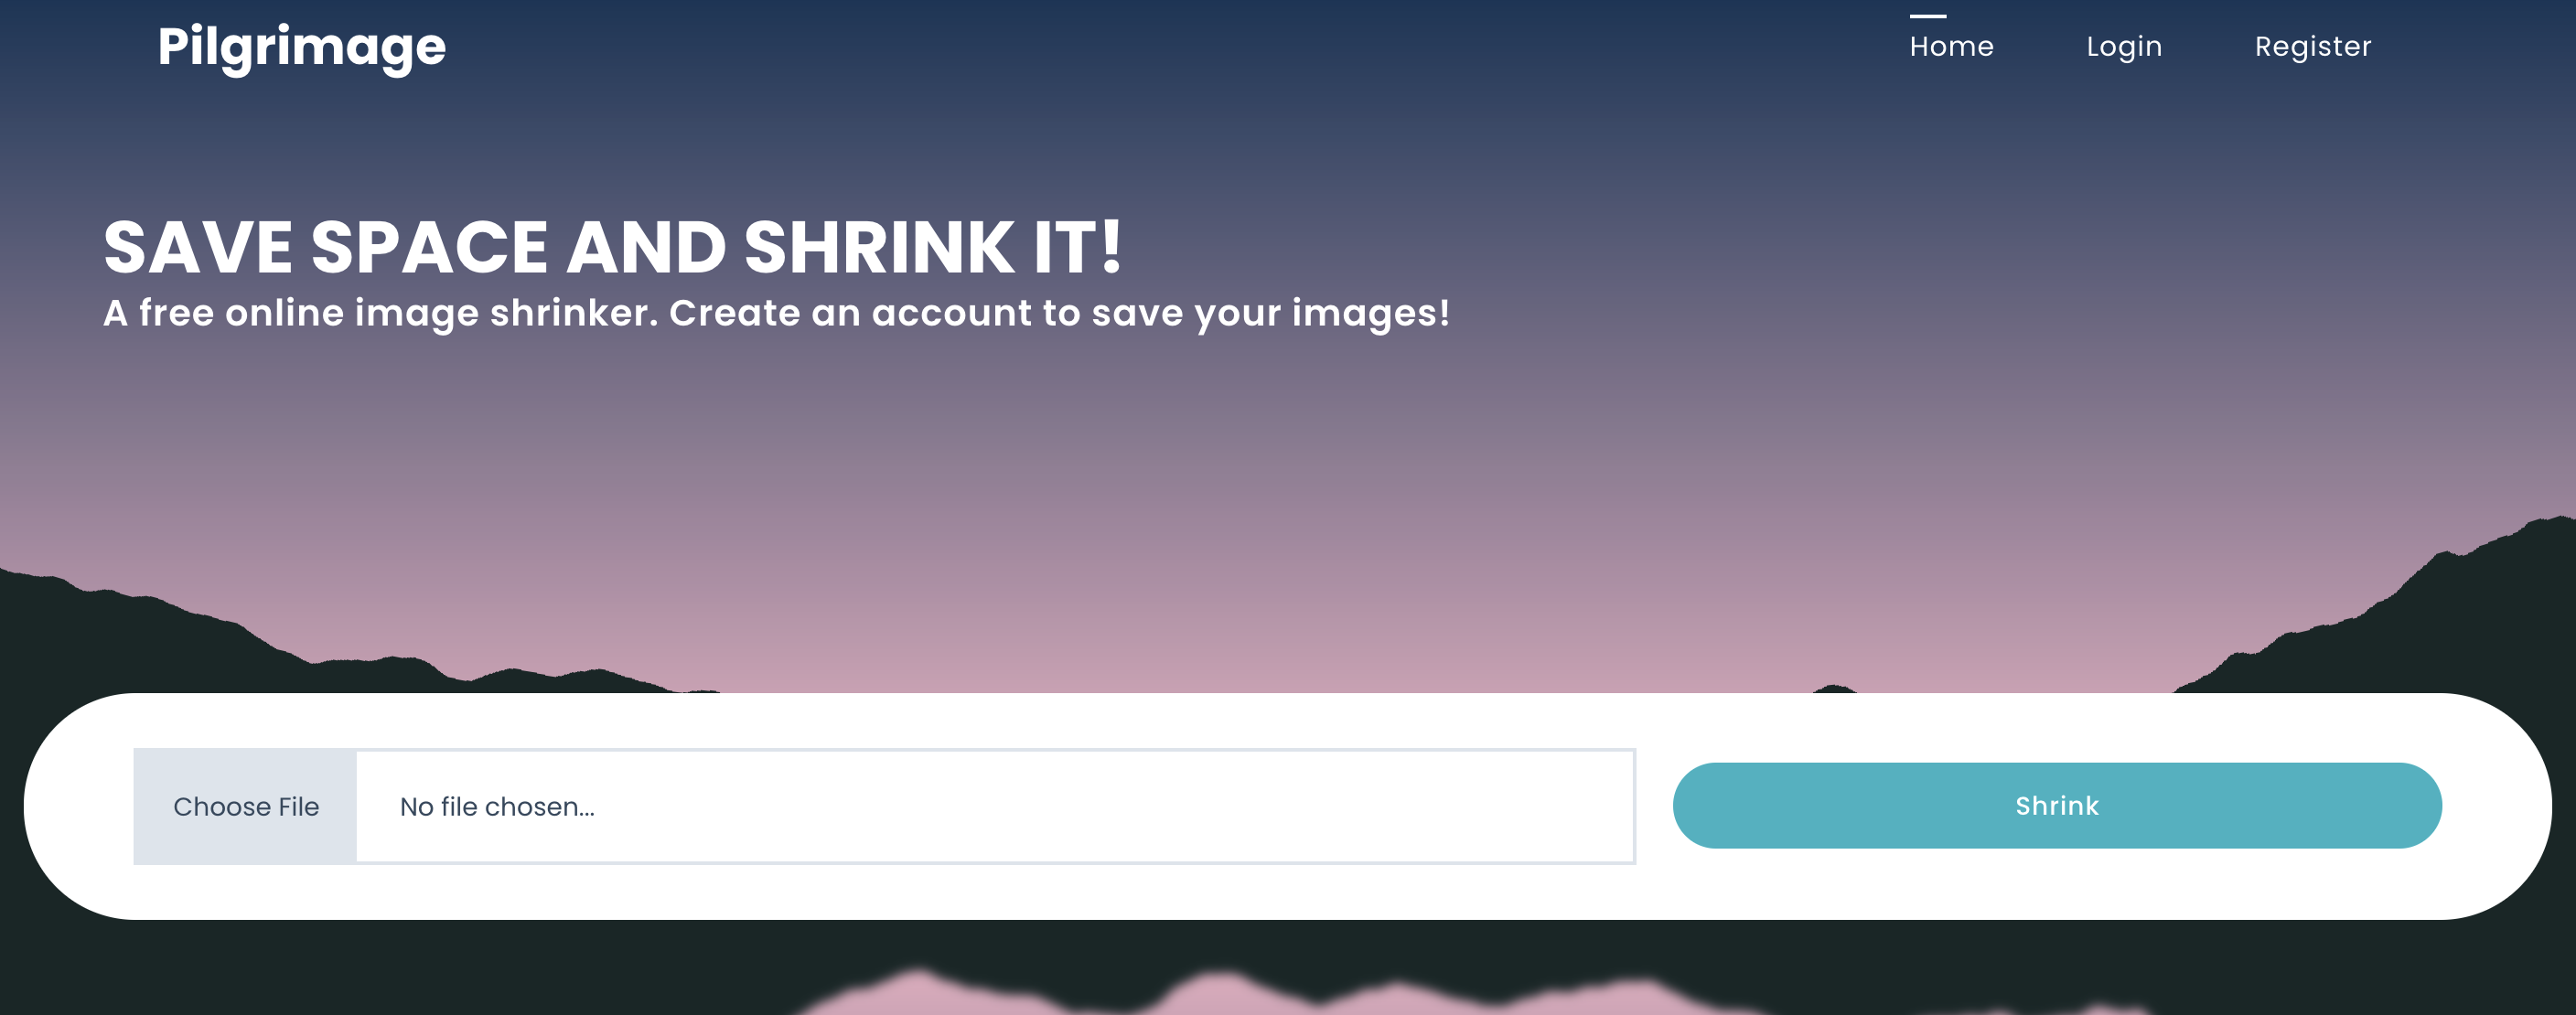 Pilgrimage
Home Login Register
SAVE SPACE AND SHRINK IT!
A free online image shrinker. Create an account to save your images!
Choose File No file chosen... Shrink